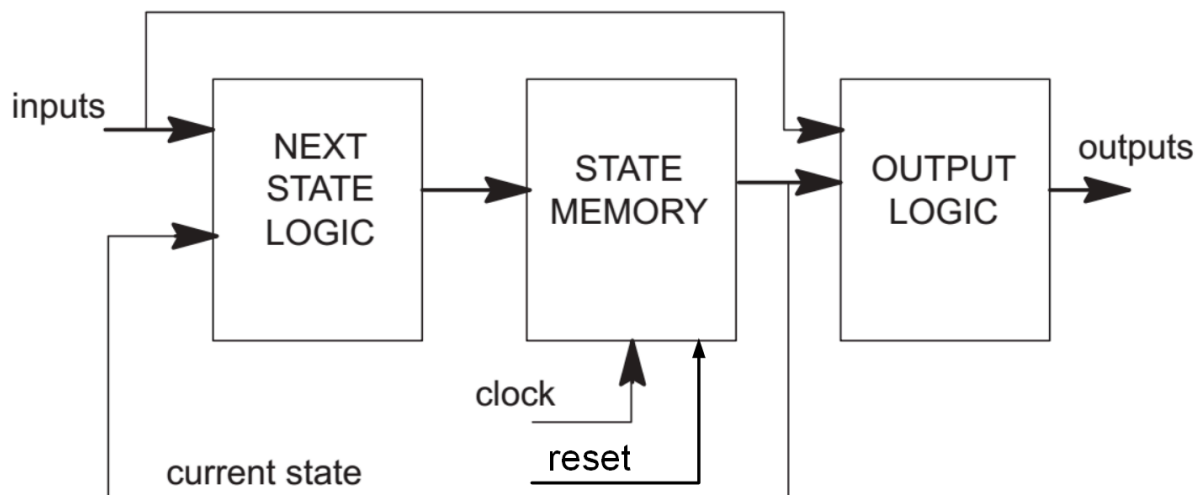 inputs
NEXT
STATE
LOGIC
STATE
MEMORY
OUTPUT
LOGIC
outputs
clock
reset
current state